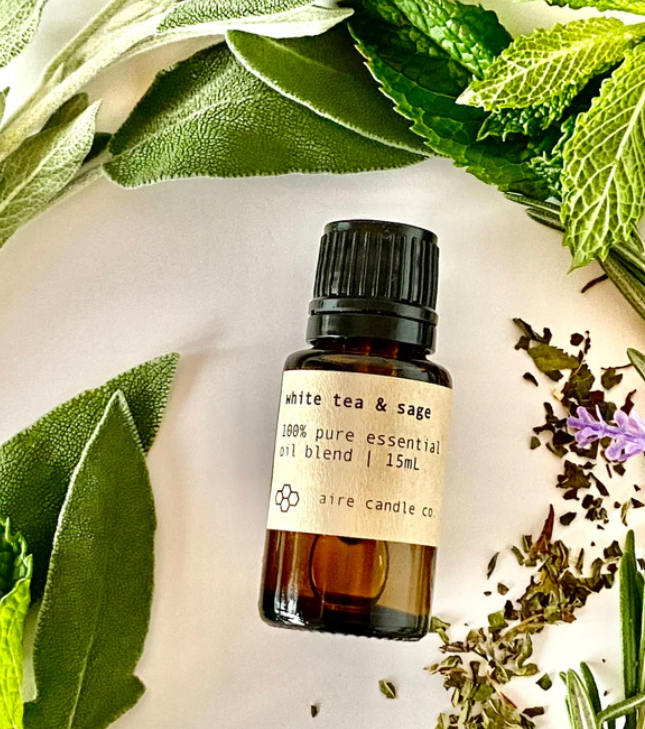 white tea & sage
100% pure essential
oil blend | 15mL
aire candle co.